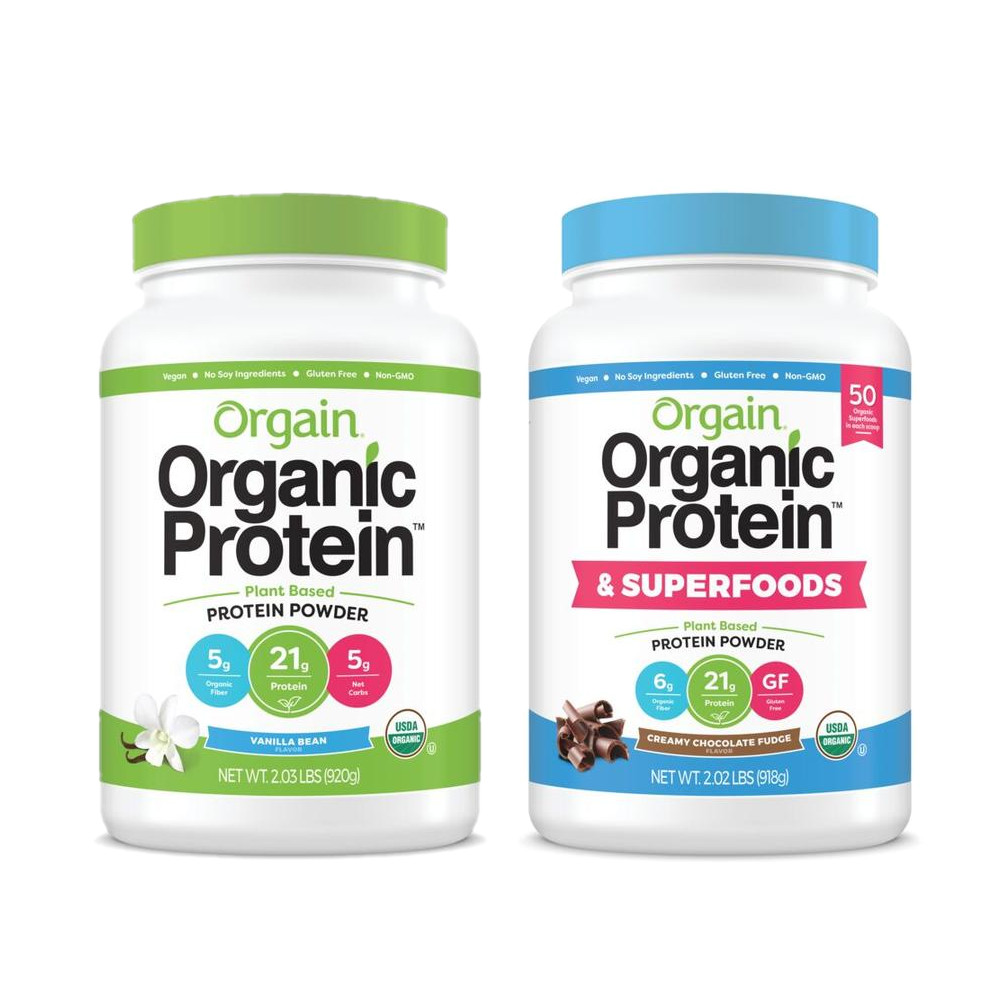 Vegan • No Soy Ingredients • Gluten Free • Non-GMO
Orgain®
Organic
Protein™
Plant Based
PROTEIN POWDER
5g
Organic
Fiber
21g
Protein
5g
Net
Carbs
VANILLA BEAN
FLAVOR
USDA
ORGANIC
U
NET WT. 2.03 LBS (920g)
Vegan • No Soy Ingredients • Gluten Free • Non-GMO
50
Organic
Superfoods
in each scoop
Orgain®
Organic
Protein™
& SUPERFOODS
Plant Based
PROTEIN POWDER
6g
Organic
Fiber
21g
Protein
GF
Gluten
Free
CREAMY CHOCOLATE FUDGE
FLAVOR
USDA
ORGANIC
U
NET WT. 2.02 LBS (918g)